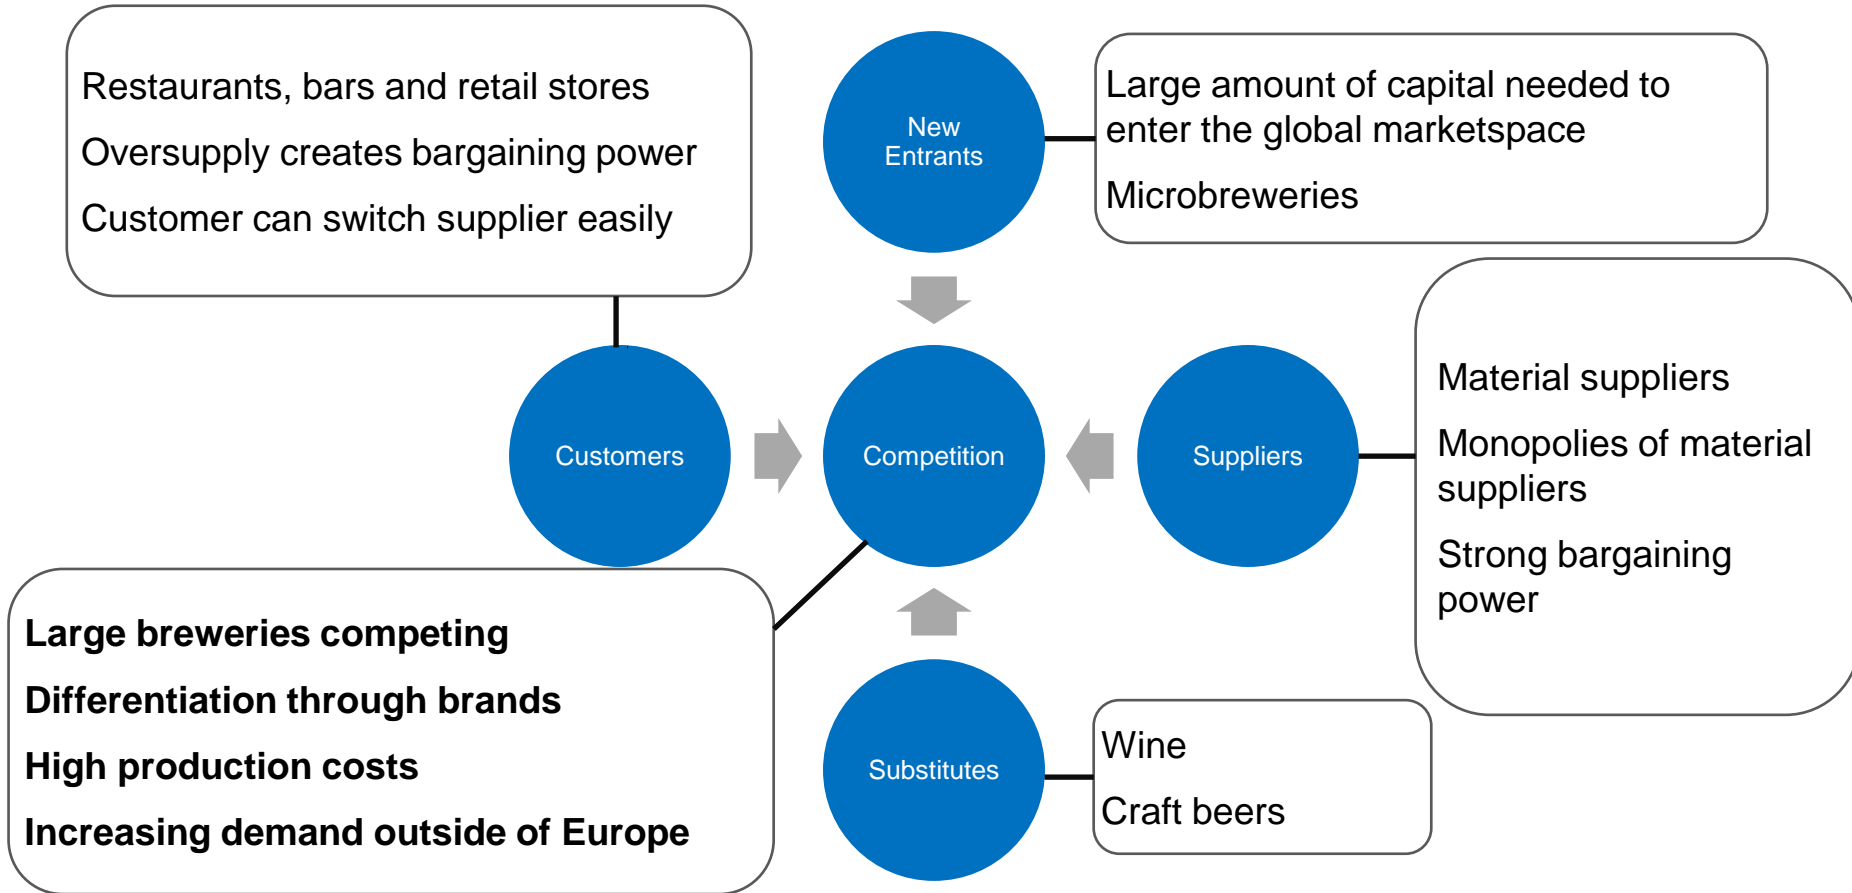 Restaurants, bars and retail stores
Oversupply creates bargaining power
Customer can switch supplier easily
New
Entrants
Large amount of capital needed to
enter the global marketspace
Microbreweries
Customers
Competition
Suppliers
Material suppliers
Monopolies of material
suppliers
Strong bargaining
power
Large breweries competing
Differentiation through brands
High production costs
Increasing demand outside of Europe
Substitutes
Wine
Craft beers